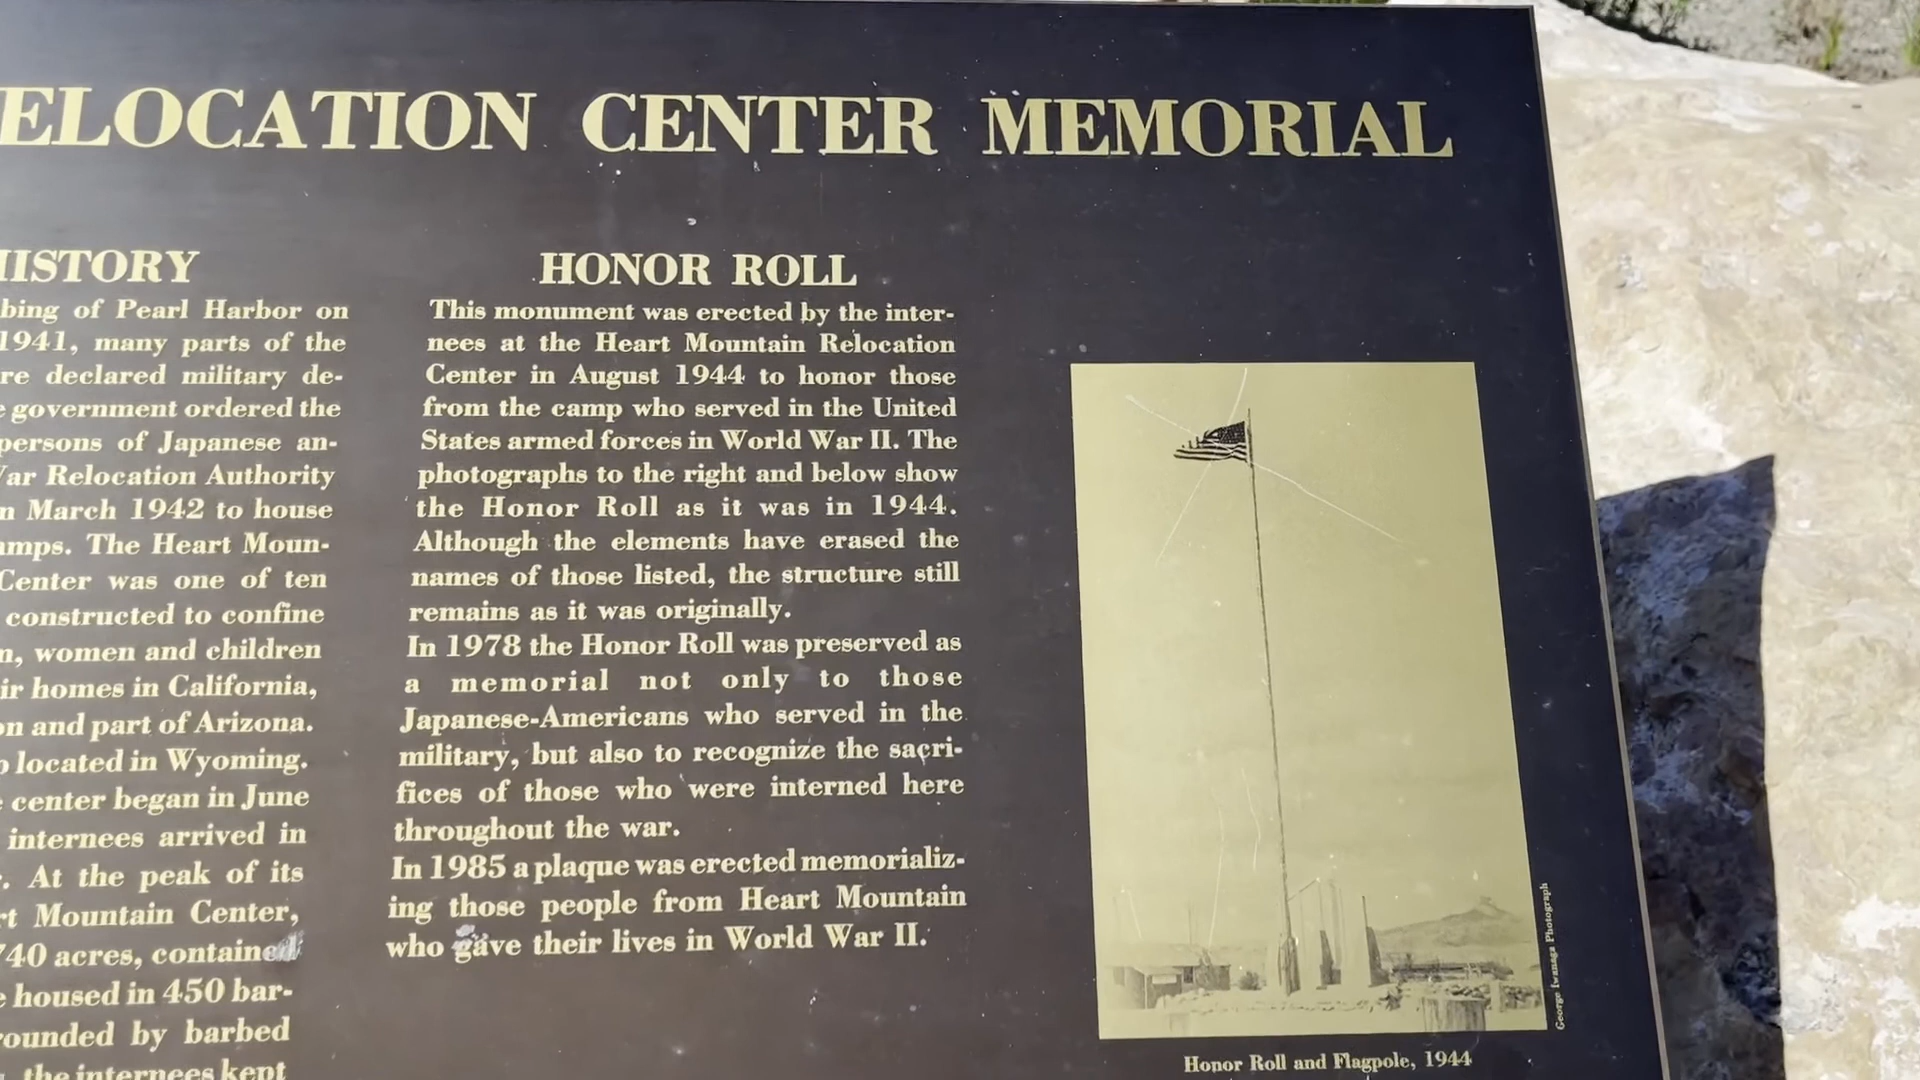 ELOCATION CENTER MEMORIAL
HISTORY
bing of Pearl Harbor on
1941, many parts of the
re declared military de-
e government ordered the
persons of Japanese an-
War Relocation Authority
n March 1942 to house
amps. The Heart Moun-
Center was one of ten
constructed to confine
n, women and children
ir homes in California,
on and part of Arizona.
o located in Wyoming.
e center began in June
internees arrived in
r. At the peak of its
rt Mountain Center,
740 acres, contained
e housed in 450 bar-
rounded by barbed
the internees kept
HONOR ROLL
This monument was erected by the inter-
nees at the Heart Mountain Relocation
Center in August 1944 to honor those
from the camp who served in the United
States armed forces in World War II. The
photographs to the right and below show
the Honor Roll as it was in 1944.
Although the elements have erased the
names of those listed, the structure still
remains as it was originally.
In 1978 the Honor Roll was preserved as
a memorial not only to those
Japanese-Americans who served in the
military, but also to recognize the sacri-
fices of those who were interned here
throughout the war.
In 1985 a plaque was erected memorializ-
ing those people from Heart Mountain
who gave their lives in World War II.
George Iwanaga Photograph
Honor Roll and Flagpole, 1944